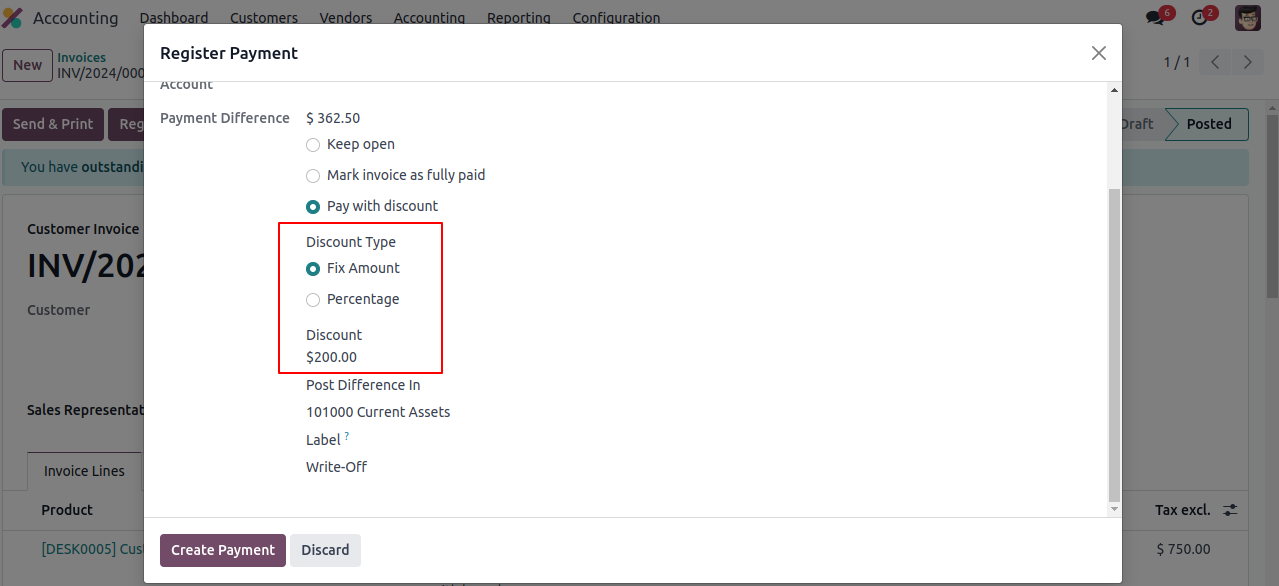 Accounting Dashboard Customers Vendors Accounting Reporting Configuration 6 2
New Invoices
INV/2024/000
1 / 1
Register Payment
Send & Print Reg
Draft Posted
You have outstandi
Customer Invoice
INV/202
Customer
Sales Representat
Invoice Lines
Product
Tax excl.
[DESK0005] Cus
$ 750.00
Account
Payment Difference $ 362.50
Keep open
Mark invoice as fully paid
Pay with discount
Discount Type
Fix Amount
Percentage
Discount
$200.00
Post Difference In
101000 Current Assets
Label ?
Write-Off
Create Payment Discard